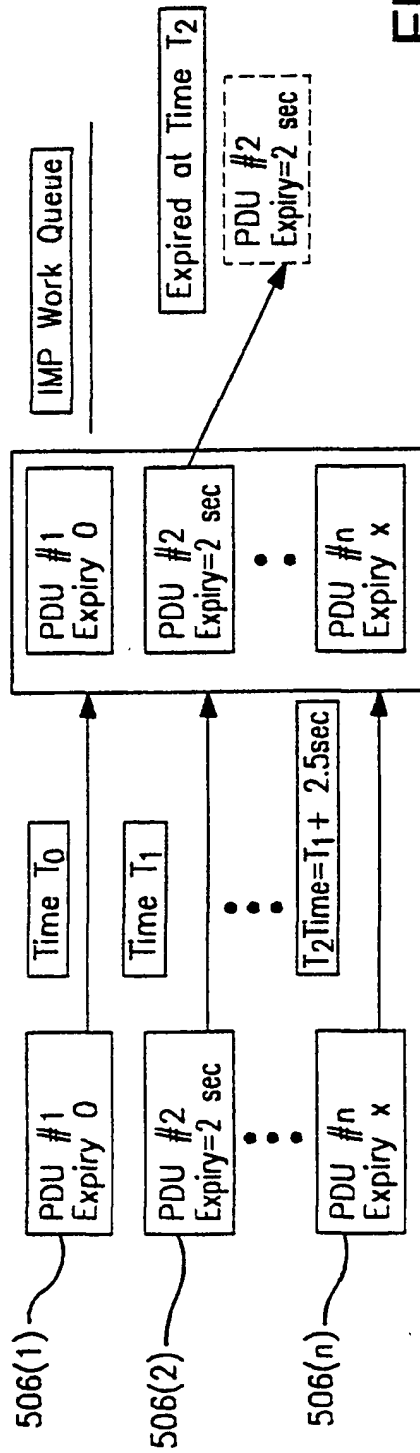 506(1)
PDU #1
Expiry 0
506(2)
PDU #2
Expiry=2 sec
506(n)
PDU #n
Expiry x
Time T0
Time T1
T2Time=T1+ 2.5sec
PDU #1
Expiry 0
PDU #2
Expiry=2 sec
PDU #n
Expiry x
IMP Work Queue
Expired at Time T2
PDU #2
Expiry=2 sec